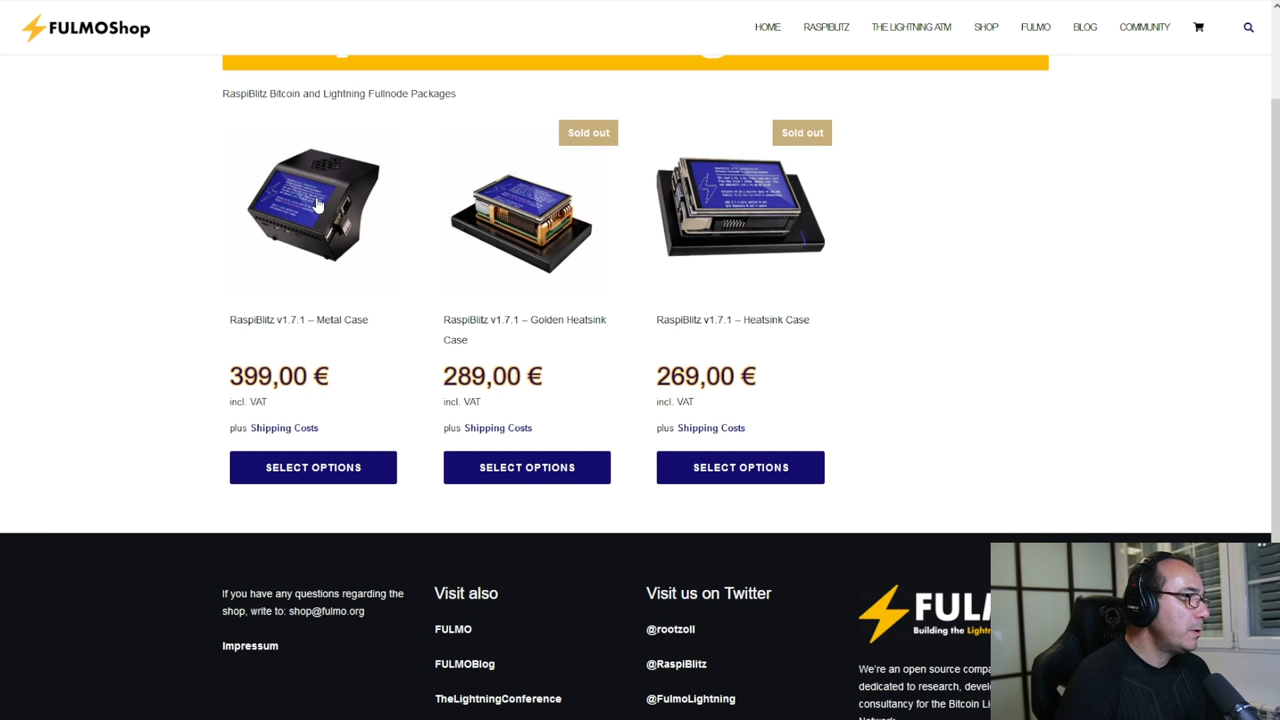 FULMOShop
HOME RASPIBLITZ THE LIGHTNING ATM SHOP FULMO BLOG COMMUNITY
RaspiBlitz Bitcoin and Lightning Fullnode Packages
Sold out Sold out
RaspiBlitz v1.7.1 – Metal Case
399,00 €
incl. VAT
plus Shipping Costs
SELECT OPTIONS
RaspiBlitz v1.7.1 – Golden Heatsink
Case
289,00 €
incl. VAT
plus Shipping Costs
SELECT OPTIONS
RaspiBlitz v1.7.1 – Heatsink Case
269,00 €
incl. VAT
plus Shipping Costs
SELECT OPTIONS
If you have any questions regarding the
shop, write to: shop@fulmo.org
Impressum
Visit also
FULMO
FULMOBlog
TheLightningConference
Visit us on Twitter
@rootzoll
@RaspiBlitz
@FulmoLightning
FULM
Building the
We're an open source
dedicated to research,
consultancy for the Bitcoin